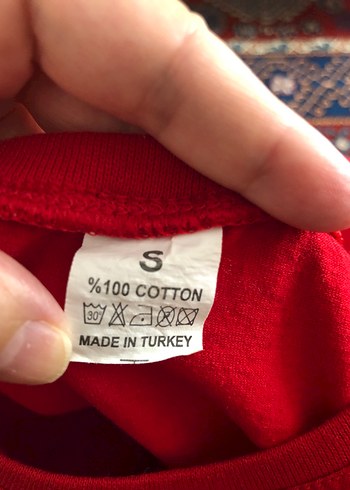 S
%100 COTTON
30°
MADE IN TURKEY